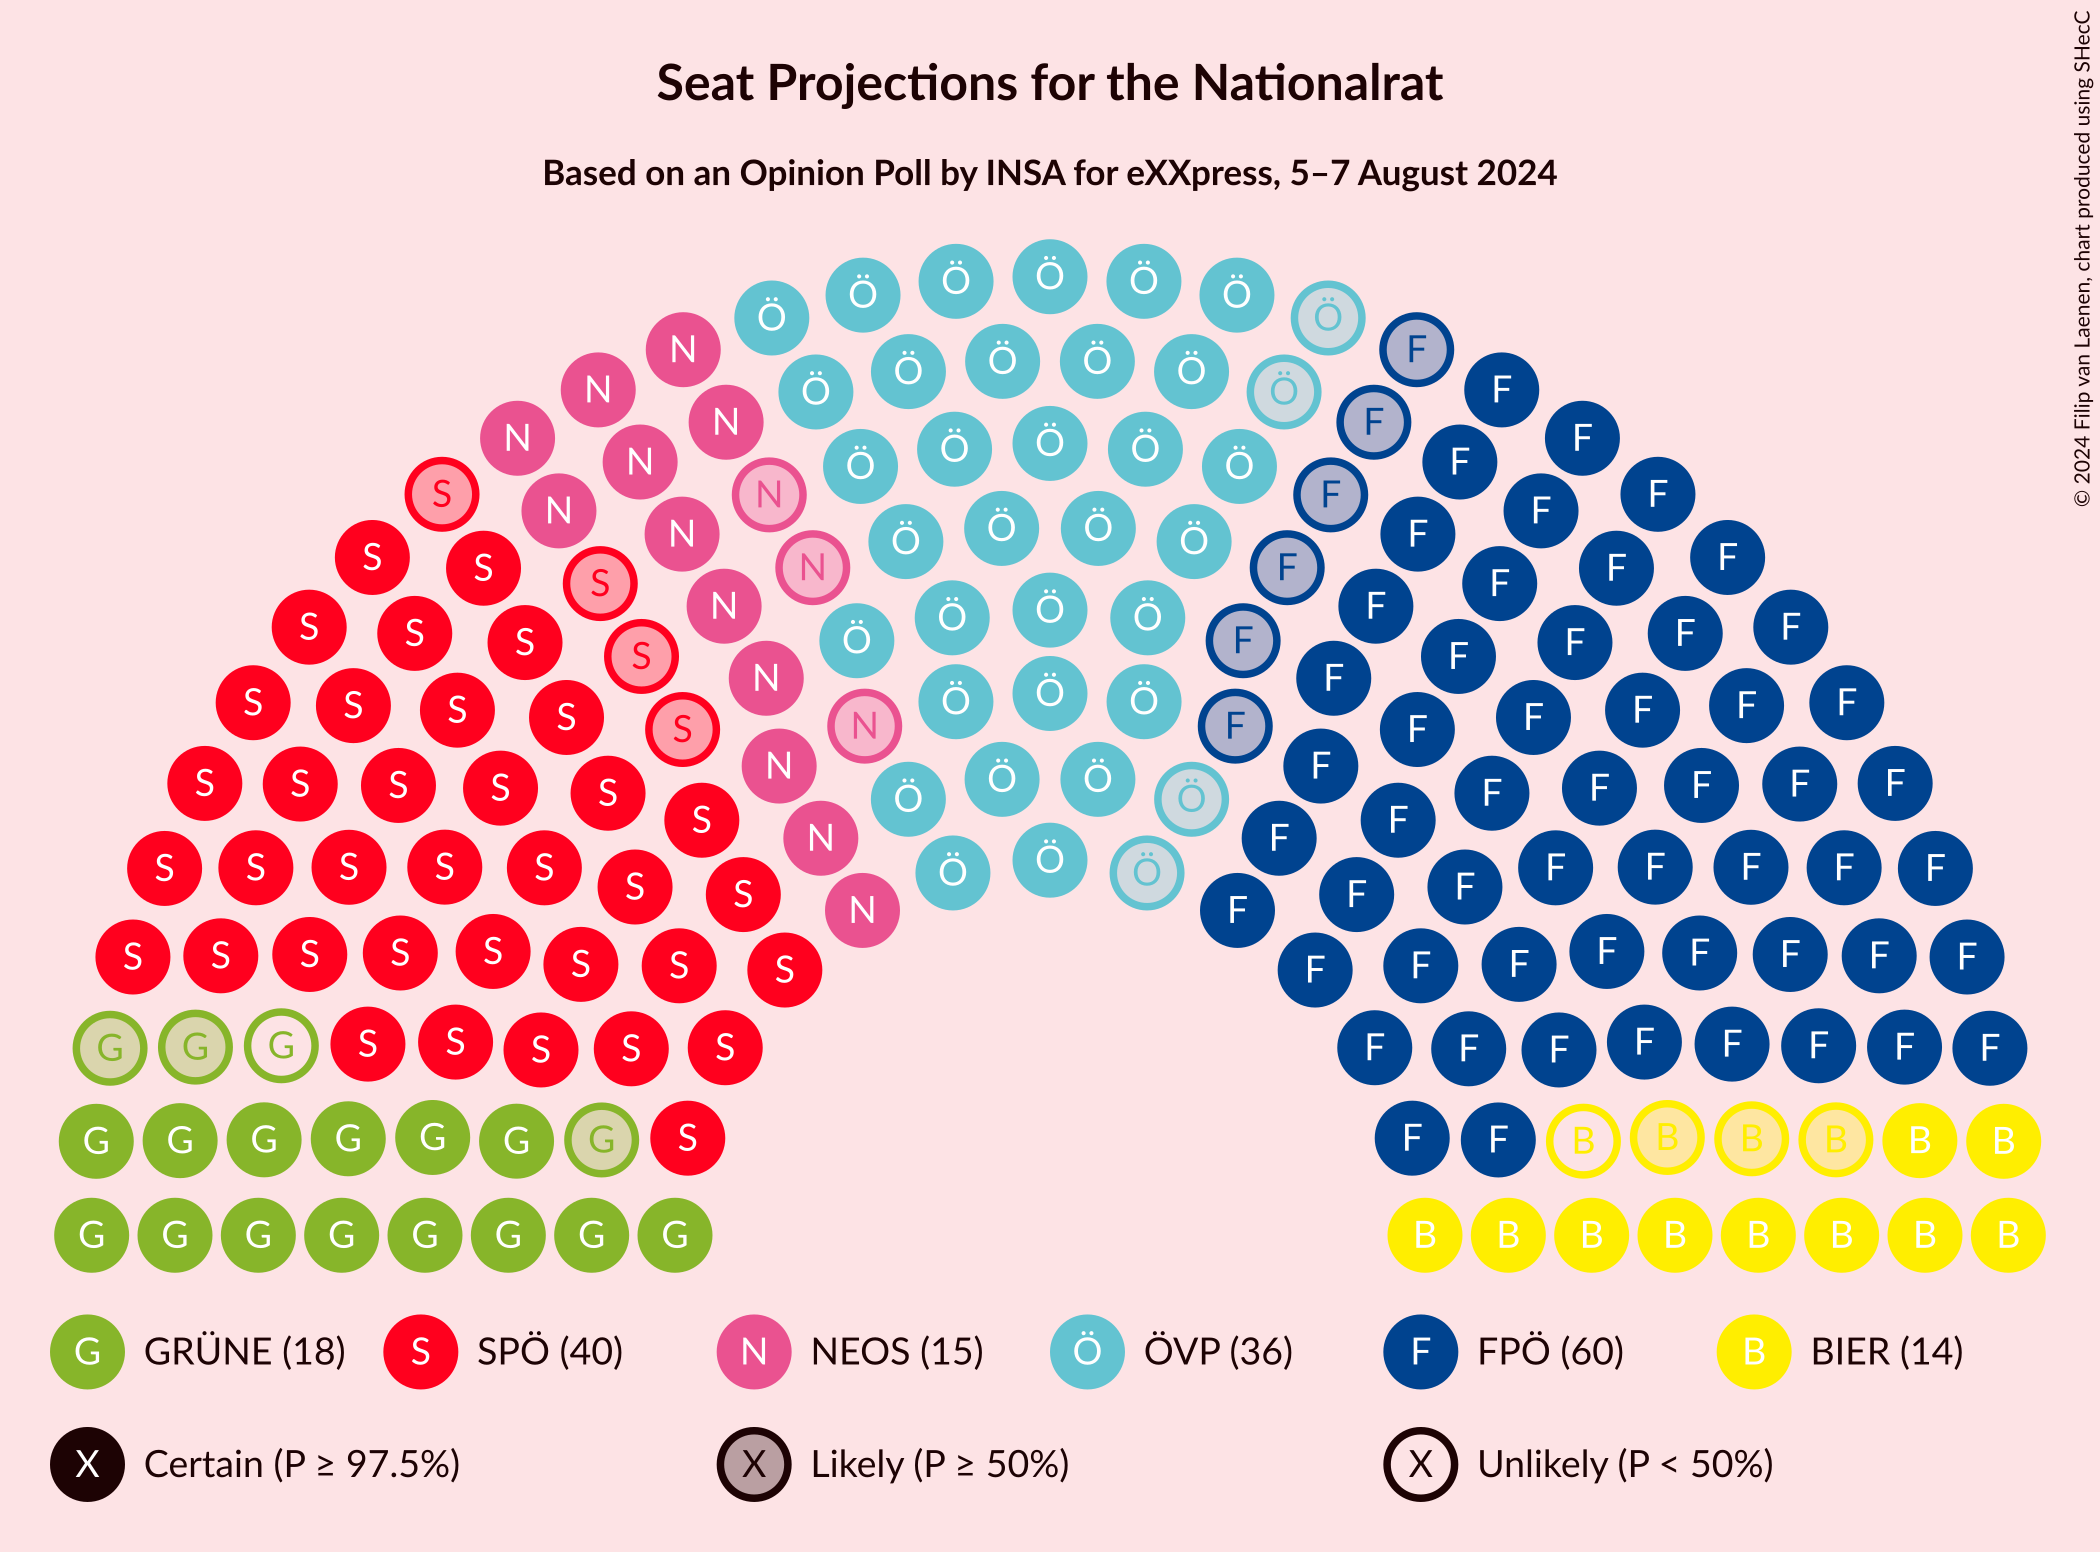 Seat Projections for the Nationalrat
Based on an Opinion Poll by INSA for eXXpress, 5–7 August 2024
© 2024 Filip van Laenen, chart produced using SHecC
Ö Ö Ö Ö Ö Ö Ö
N Ö Ö Ö Ö Ö Ö F
N N Ö Ö Ö Ö Ö F F
N N N Ö Ö Ö Ö F F F
S N N N Ö Ö Ö Ö F F F F
S S S N Ö Ö Ö F F F F F
S S S S N Ö Ö Ö F F F F F F
S S S S S N N Ö Ö Ö Ö F F F F F F F
S S S S S S N Ö Ö Ö F F F F F F F
S S S S S S S N F F F F F F F F
S S S S S S S S F F F F F F F F
G G G S S S S S F F F F F F F F
G G G G G G G S F F B B B B B B
G G G G G G G G B B B B B B B B
G GRÜNE (18) S SPÖ (40) N NEOS (15) Ö ÖVP (36) F FPÖ (60) B BIER (14)
X Certain (P ≥ 97.5%) X Likely (P ≥ 50%) X Unlikely (P < 50%)